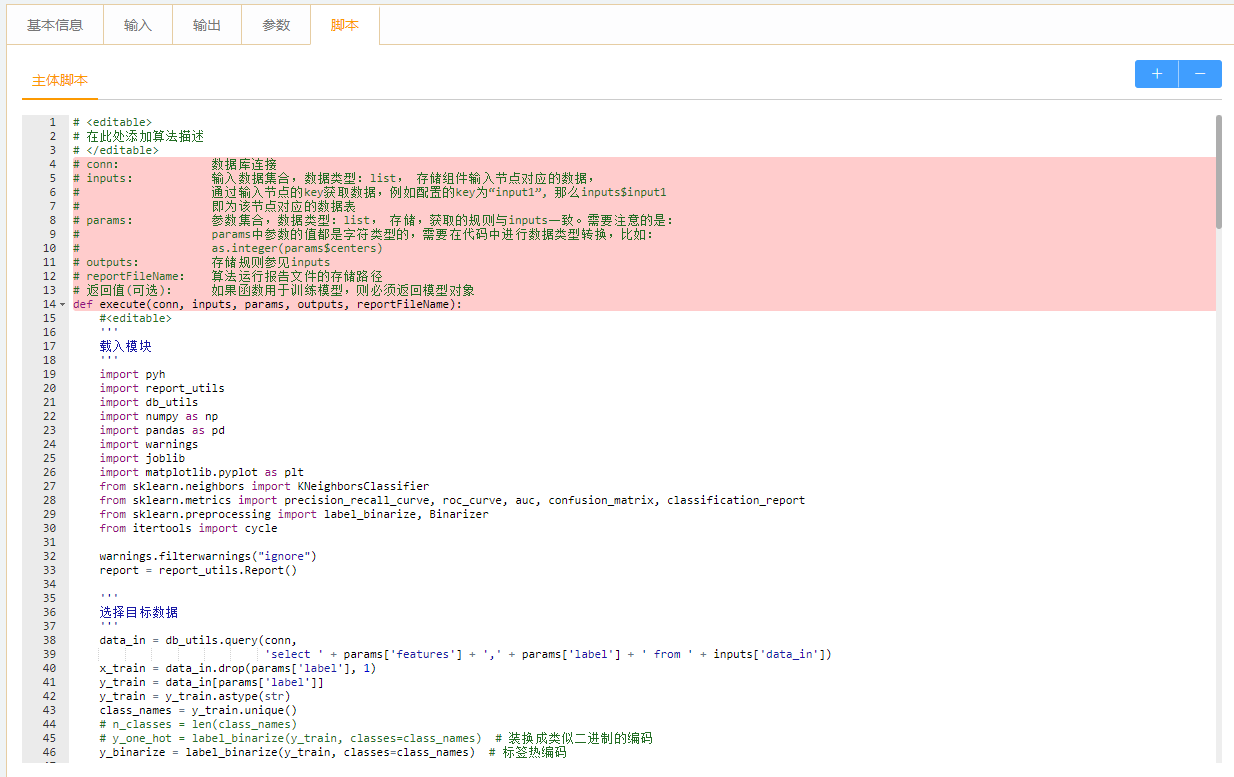 基本信息 输入 输出 参数 脚本
主体脚本 + −
1 # <editable>
2 # 在此处添加算法描述
3 # </editable>
4 # conn: 数据库连接
5 # inputs: 输入数据集合，数据类型：list， 存储组件输入节点对应的数据，
6 # 通过输入节点的key获取数据，例如配置的key为“input1”, 那么inputs$input1
7 # 即为该节点对应的数据表
8 # params: 参数集合，数据类型：list， 存储，获取的规则与inputs一致。需要注意的是：
9 # params中参数的值都是字符类型的，需要在代码中进行数据类型转换，比如：
10 # as.integer(params$centers)
11 # outputs: 存储规则参见inputs
12 # reportFileName: 算法运行报告文件的存储路径
13 # 返回值(可选): 如果函数用于训练模型，则必须返回模型对象
14 def execute(conn, inputs, params, outputs, reportFileName):
15 #<editable>
16 '''
17 载入模块
18 '''
19 import pyh
20 import report_utils
21 import db_utils
22 import numpy as np
23 import pandas as pd
24 import warnings
25 import joblib
26 import matplotlib.pyplot as plt
27 from sklearn.neighbors import KNeighborsClassifier
28 from sklearn.metrics import precision_recall_curve, roc_curve, auc, confusion_matrix, classification_report
29 from sklearn.preprocessing import label_binarize, Binarizer
30 from itertools import cycle
31
32 warnings.filterwarnings("ignore")
33 report = report_utils.Report()
34
35 '''
36 选择目标数据
37 '''
38 data_in = db_utils.query(conn,
39 'select ' + params['features'] + ',' + params['label'] + ' from ' + inputs['data_in'])
40 x_train = data_in.drop(params['label'], 1)
41 y_train = data_in[params['label']]
42 y_train = y_train.astype(str)
43 class_names = y_train.unique()
44 # n_classes = len(class_names)
45 # y_one_hot = label_binarize(y_train, classes=class_names) # 装换成类似二进制的编码
46 y_binarize = label_binarize(y_train, classes=class_names) # 标签热编码